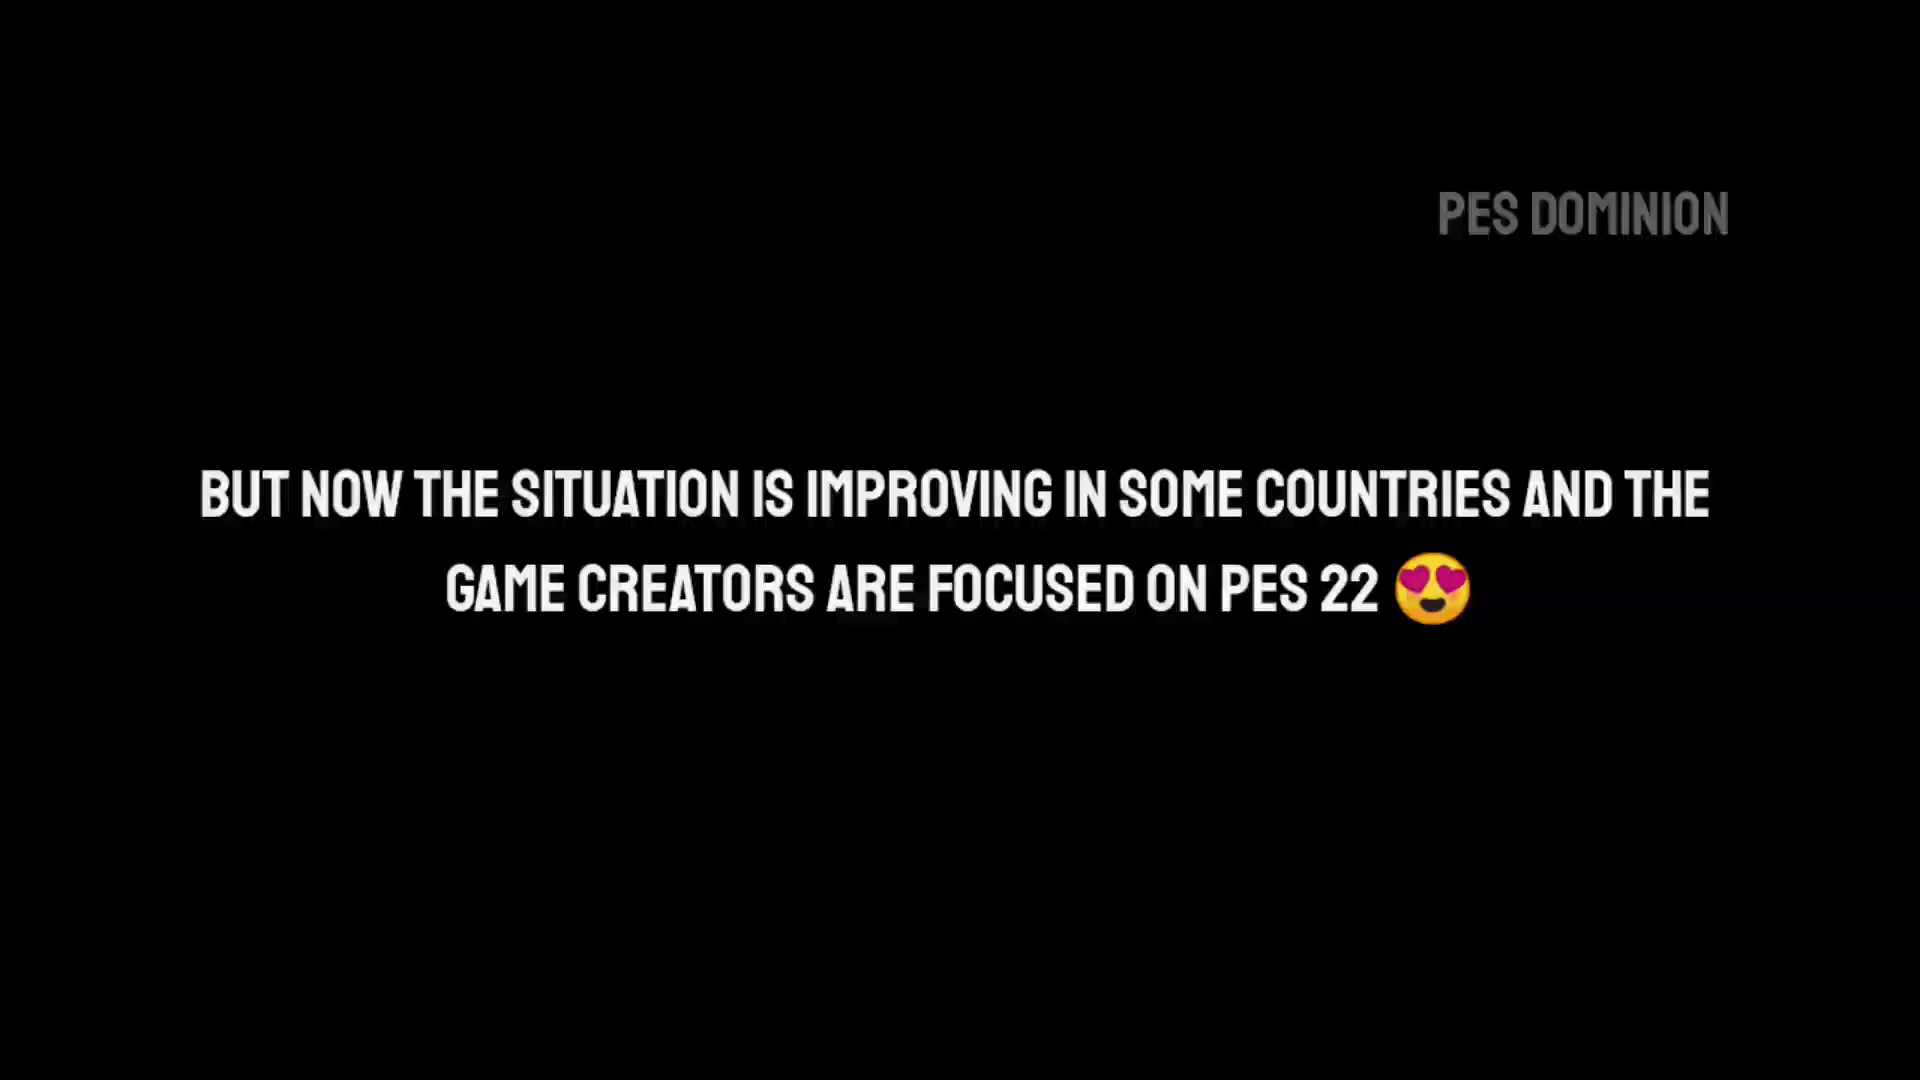 PES DOMINION
BUT NOW THE SITUATION IS IMPROVING IN SOME COUNTRIES AND THE
GAME CREATORS ARE FOCUSED ON PES 22 😍